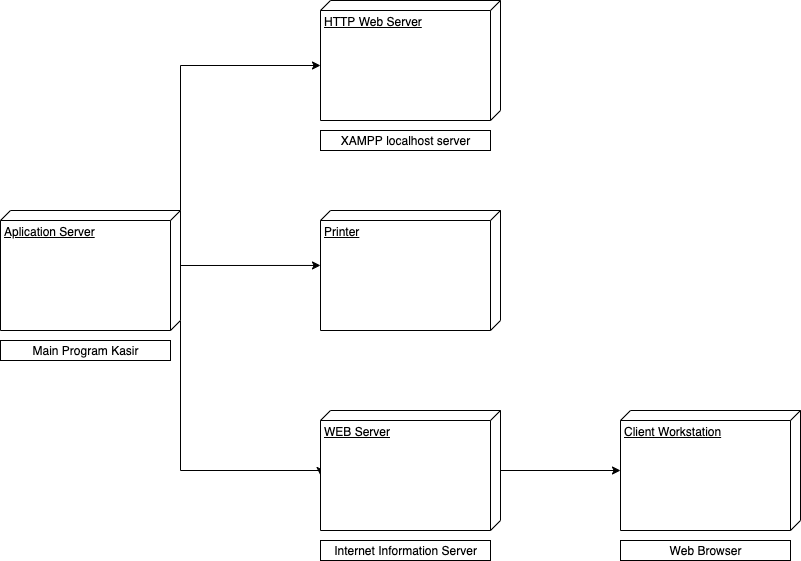 HTTP Web Server
XAMPP localhost server
Aplication Server
Main Program Kasir
Printer
WEB Server
Internet Information Server
Client Workstation
Web Browser